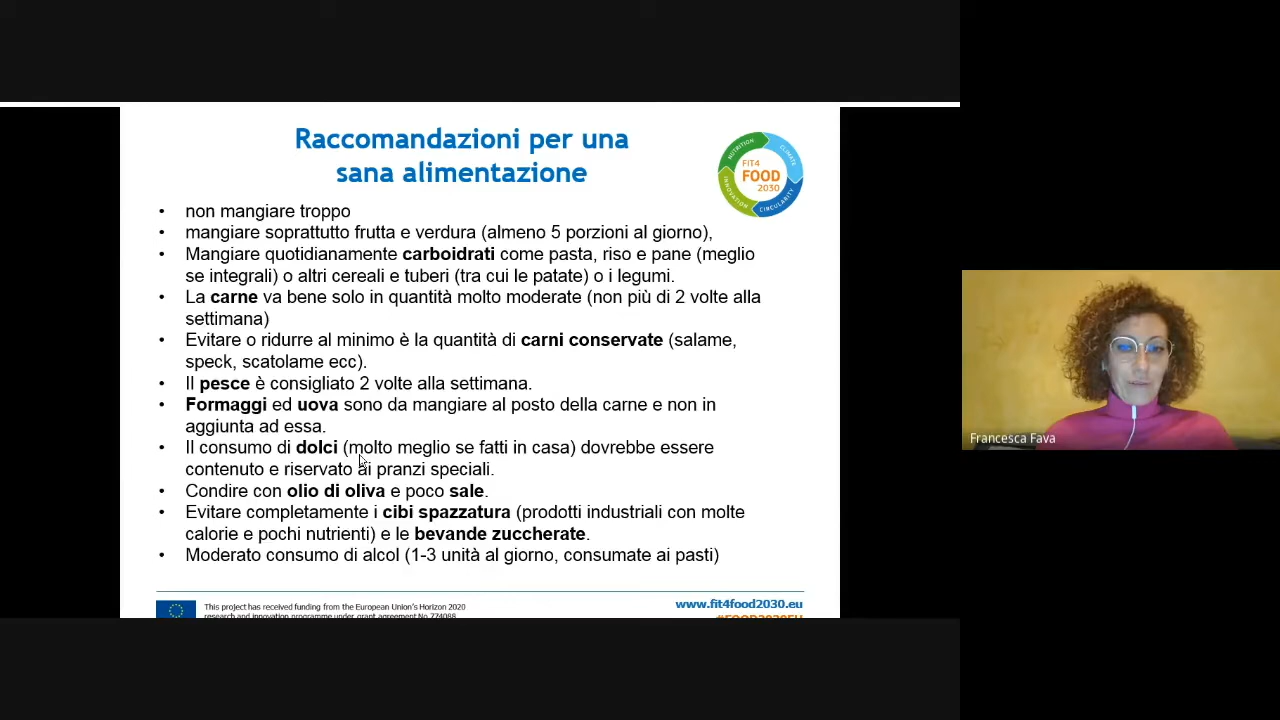 Raccomandazioni per una
sana alimentazione
NUTRITION
CLIMATE
CIRCULARITY
INNOVATION
FIT4
FOOD
2030
• non mangiare troppo
• mangiare soprattutto frutta e verdura (almeno 5 porzioni al giorno),
• Mangiare quotidianamente carboidrati come pasta, riso e pane (meglio
se integrali) o altri cereali e tuberi (tra cui le patate) o i legumi.
• La carne va bene solo in quantità molto moderate (non più di 2 volte alla
settimana)
• Evitare o ridurre al minimo è la quantità di carni conservate (salame,
speck, scatolame ecc).
• Il pesce è consigliato 2 volte alla settimana.
• Formaggi ed uova sono da mangiare al posto della carne e non in
aggiunta ad essa.
• Il consumo di dolci (molto meglio se fatti in casa) dovrebbe essere
contenuto e riservato ai pranzi speciali.
• Condire con olio di oliva e poco sale.
• Evitare completamente i cibi spazzatura (prodotti industriali con molte
calorie e pochi nutrienti) e le bevande zuccherate.
• Moderato consumo di alcol (1-3 unità al giorno, consumate ai pasti)
This project has received funding from the European Union's Horizon 2020
research and innovation programme under grant agreement No 774088
www.fit4food2030.eu
#FOOD2030EU
Francesca Fava